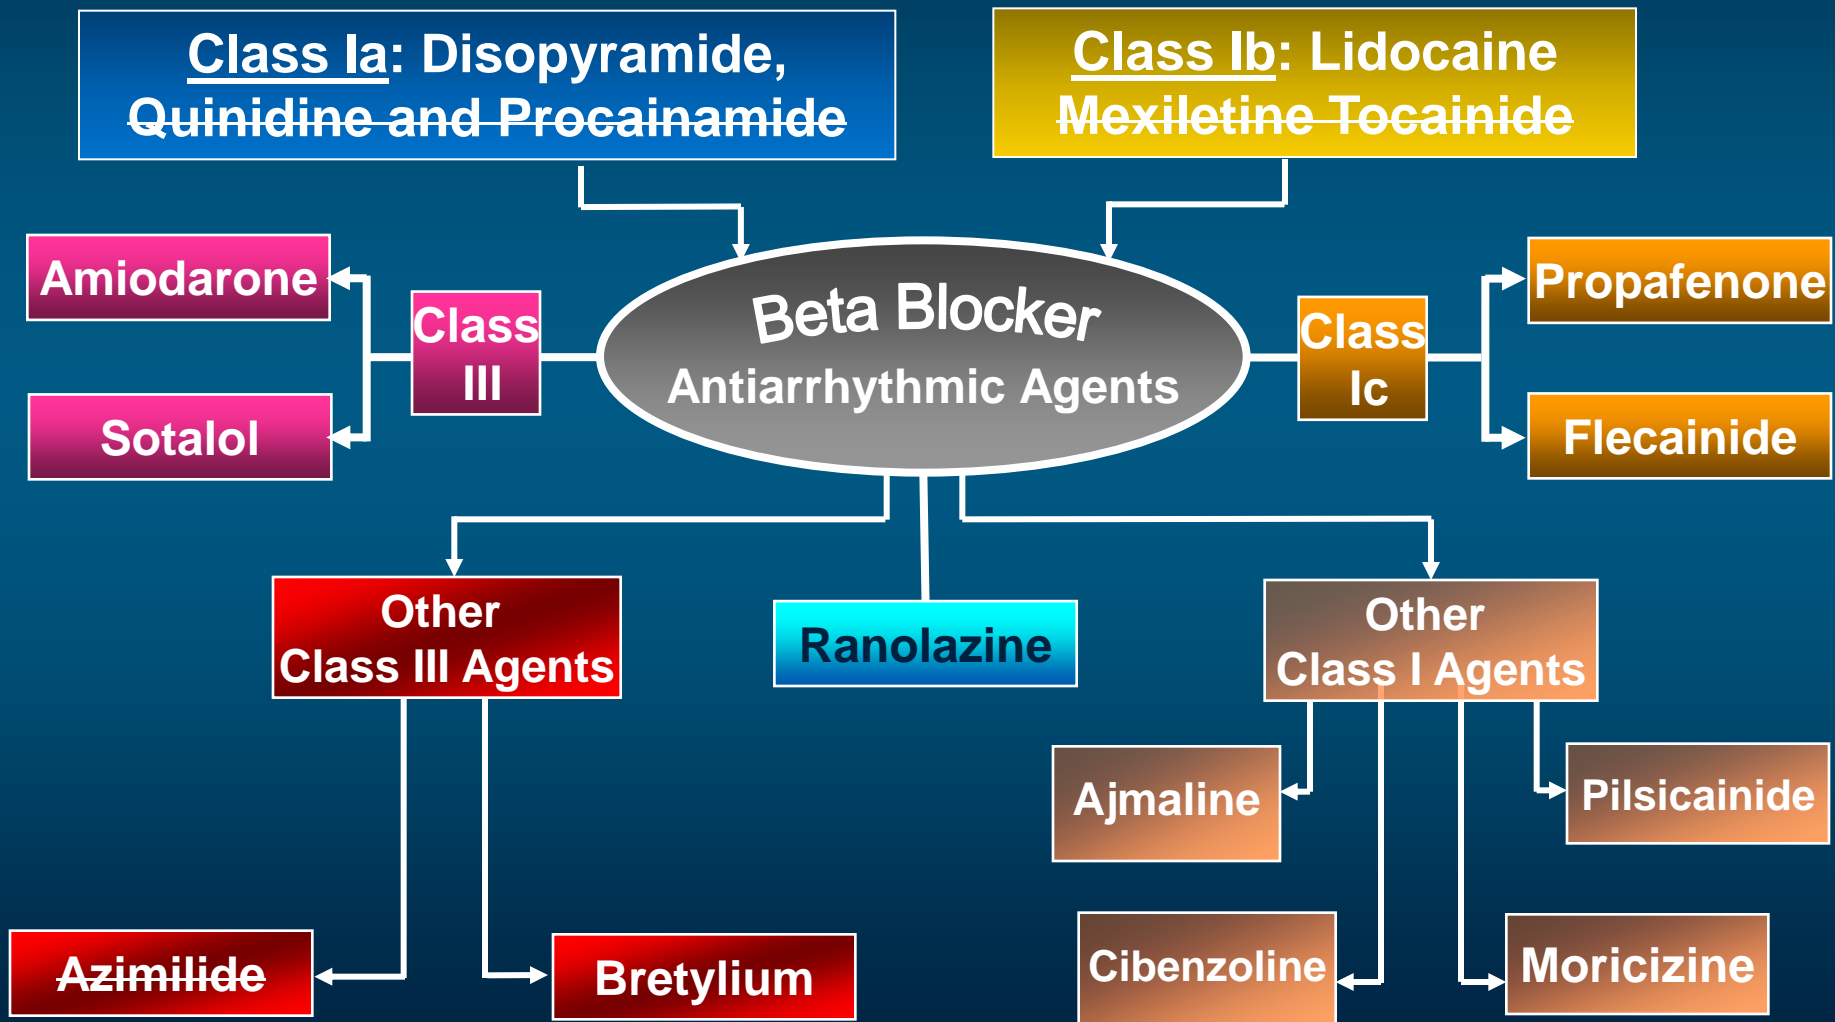 Class Ia: Disopyramide,
Quinidine and Procainamide
Class Ib: Lidocaine
Mexiletine Tocainide
Amiodarone
Class
III
Sotalol
Beta Blocker
Antiarrhythmic Agents
Class
Ic
Propafenone
Flecainide
Other
Class III Agents
Ranolazine
Other
Class I Agents
Ajmaline
Pilsicainide
Azimilide
Bretylium
Cibenzoline
Moricizine